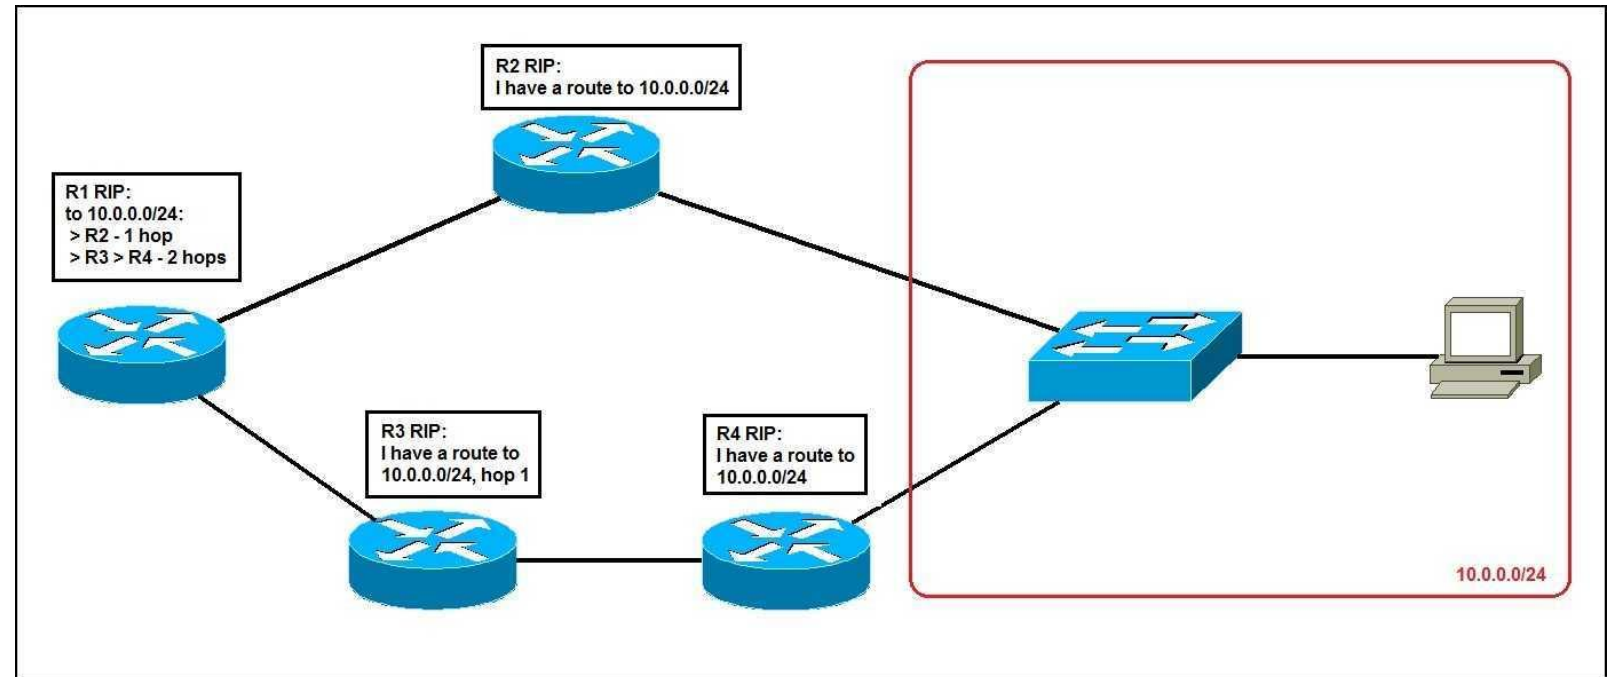 R2 RIP:
I have a route to 10.0.0.0/24
R1 RIP:
to 10.0.0.0/24:
> R2 - 1 hop
> R3 > R4 - 2 hops
R3 RIP:
I have a route to
10.0.0.0/24, hop 1
R4 RIP:
I have a route to
10.0.0.0/24
10.0.0.0/24